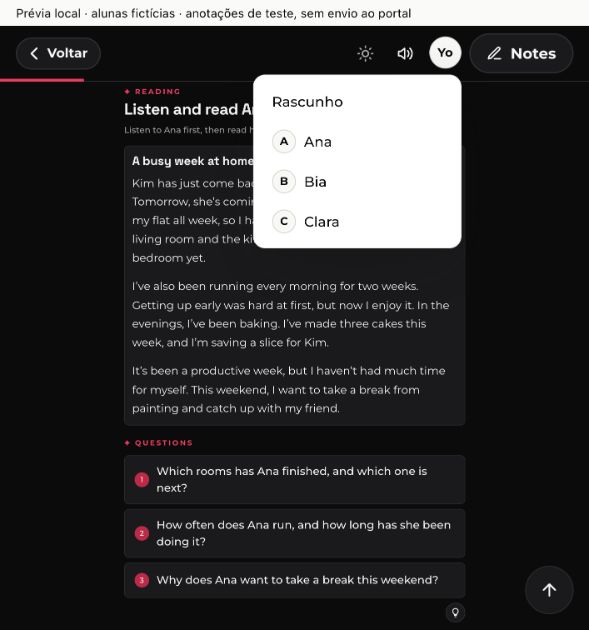 Prévia local · alunas fictícias · anotações de teste, sem envio ao portal
Voltar
Yo
Notes
READING
Listen and read
Listen to Ana first, then read
Rascunho
A Ana
B Bia
C Clara
A busy week at home
Kim has just come
Tomorrow, she's
my flat all week, so I
living room and the
bedroom yet.
I've also been running every morning for two weeks.
Getting up early was hard at first, but now I enjoy it. In the
evenings, I've been baking. I've made three cakes this
week, and I'm saving a slice for Kim.
It's been a productive week, but I haven't had much time
for myself. This weekend, I want to take a break from
painting and catch up with my friend.
QUESTIONS
1 Which rooms has Ana finished, and which one is
next?
2 How often does Ana run, and how long has she been
doing it?
3 Why does Ana want to take a break this weekend?